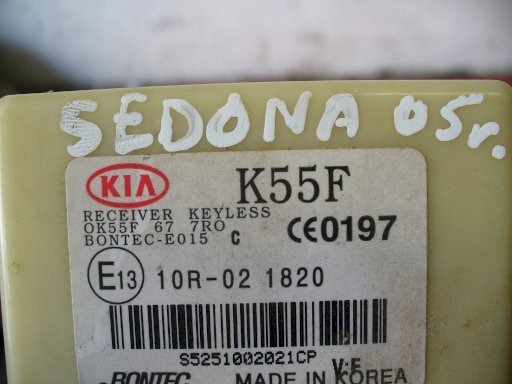 SEDONA 05r.
KIA K55F
RECEIVER KEYLESS
OK55F 67 7RO
BONTEC-E015 C CE0197
E13 10R-02 1820
S5251002021CP
V:F
BONTEC MADE IN KOREA